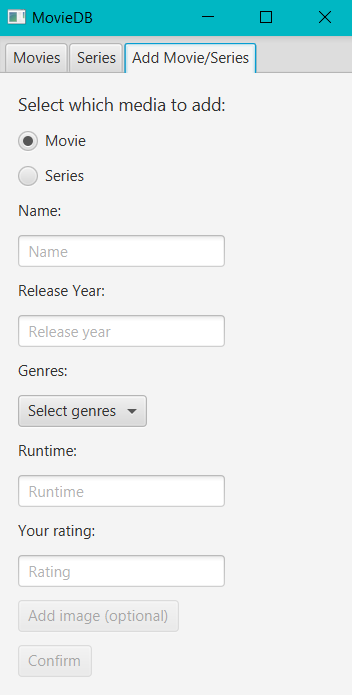 MovieDB
Movies Series Add Movie/Series
Select which media to add:
Movie
Series
Name:
Name
Release Year:
Release year
Genres:
Select genres
Runtime:
Runtime
Your rating:
Rating
Add image (optional)
Confirm